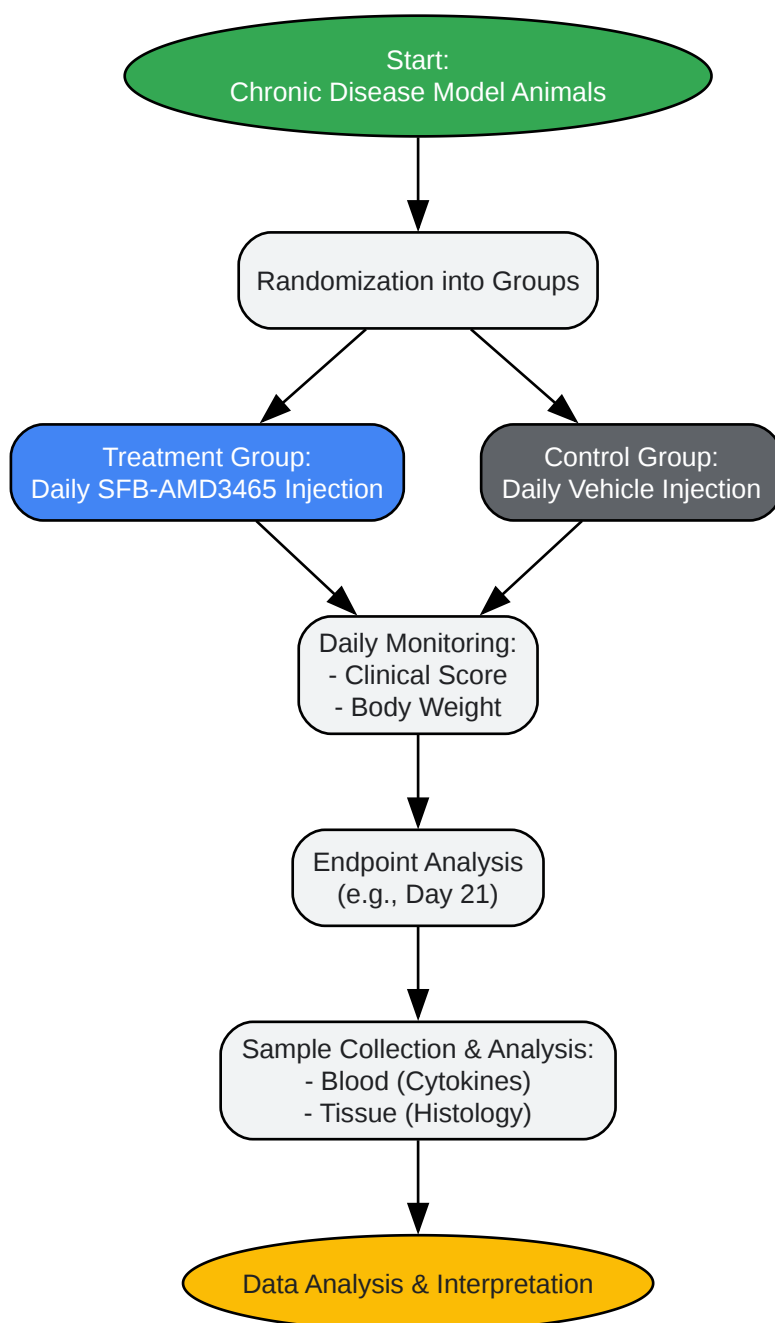 Start:
Chronic Disease Model Animals
Randomization into Groups
Treatment Group:
Daily SFB-AMD3465 Injection
Control Group:
Daily Vehicle Injection
Daily Monitoring:
- Clinical Score
- Body Weight
Endpoint Analysis
(e.g., Day 21)
Sample Collection & Analysis:
- Blood (Cytokines)
- Tissue (Histology)
Data Analysis & Interpretation